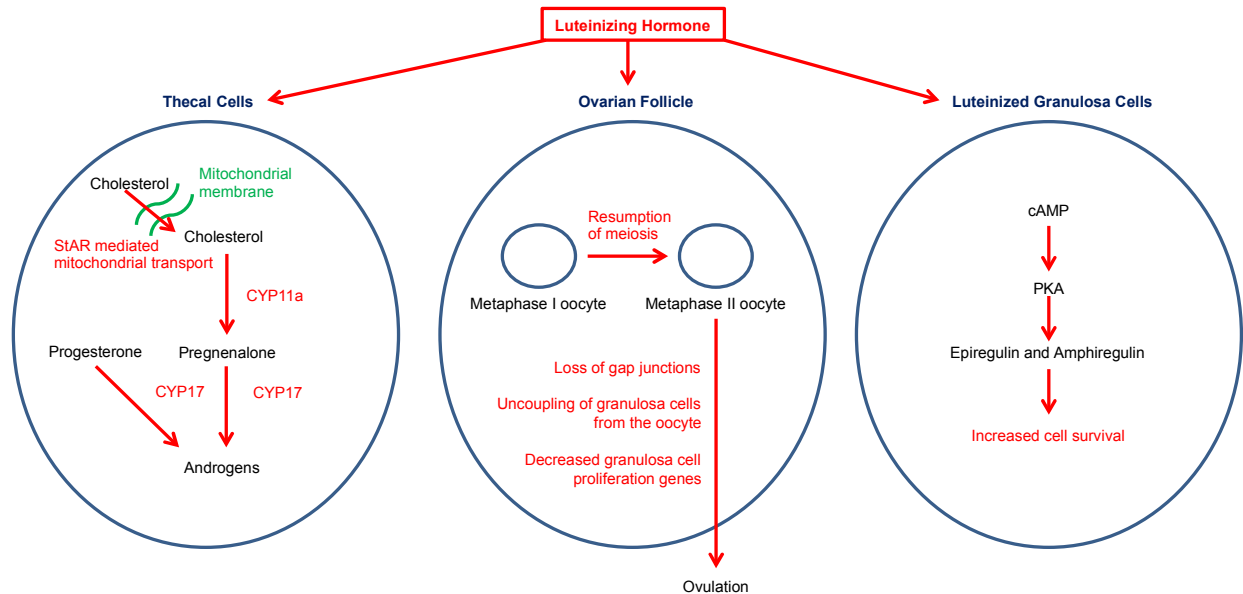 Luteinizing Hormone
Thecal Cells
Ovarian Follicle
Luteinized Granulosa Cells
Cholesterol
Mitochondrial
membrane
Cholesterol
StAR mediated
mitochondrial transport
CYP11a
Progesterone
Pregnenalone
CYP17
CYP17
Androgens
Resumption
of meiosis
Metaphase I oocyte
Metaphase II oocyte
Loss of gap junctions
Uncoupling of granulosa cells
from the oocyte
Decreased granulosa cell
proliferation genes
Ovulation
cAMP
PKA
Epiregulin and Amphiregulin
Increased cell survival